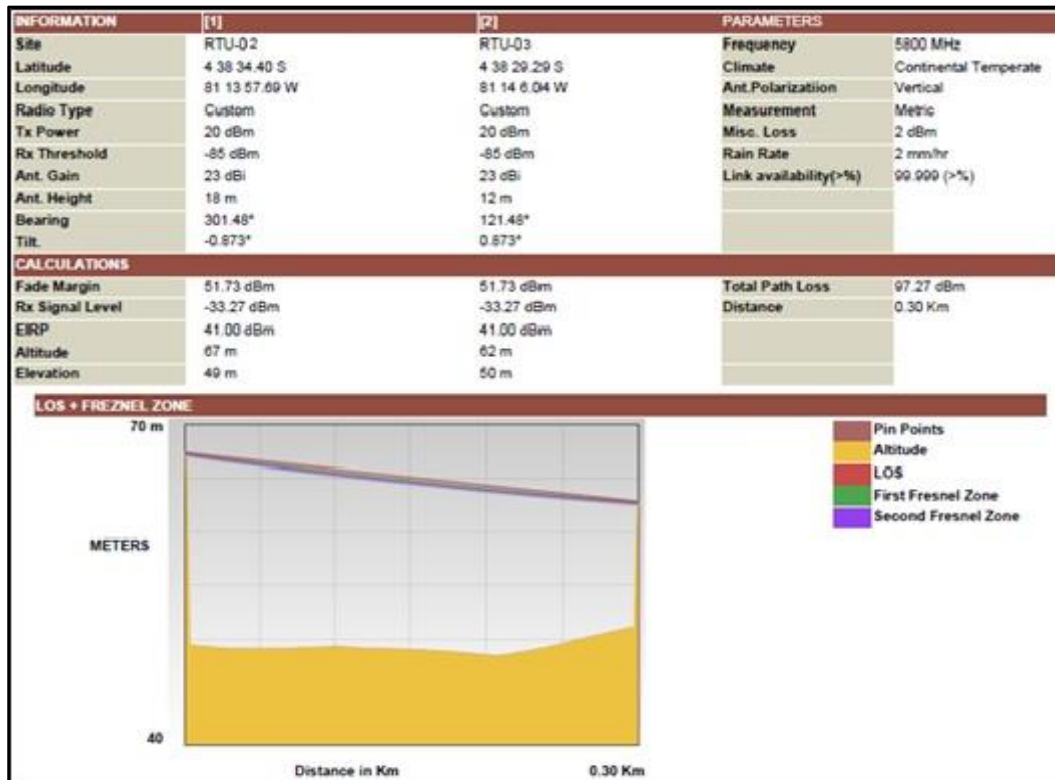 INFORMATION [1] [2] PARAMETERS
Site RTU-02 RTU-03 Frequency 5800 MHz
Latitude 4 38 34.40 S 4 38 29.29 S Climate Continental Temperate
Longitude 81 13 57.69 W 81 14 6.04 W Ant.Polarizatiion Vertical
Radio Type Custom Custom Measurement Metric
Tx Power 20 dBm 20 dBm Misc. Loss 2 dBm
Rx Threshold -85 dBm -85 dBm Rain Rate 2 mm/hr
Ant. Gain 23 dBi 23 dBi Link availability(>%) 99.999 (>%)
Ant. Height 18 m 12 m
Bearing 301.48° 121.48°
Tilt. -0.873° 0.873°
CALCULATIONS
Fade Margin 51.73 dBm 51.73 dBm Total Path Loss 97.27 dBm
Rx Signal Level -33.27 dBm -33.27 dBm Distance 0.30 Km
EIRP 41.00 dBm 41.00 dBm
Altitude 67 m 62 m
Elevation 49 m 50 m
LOS + FREZNEL ZONE
70 m
Pin Points
Altitude
LOS
First Fresnel Zone
Second Fresnel Zone
METERS
40
Distance in Km 0.30 Km